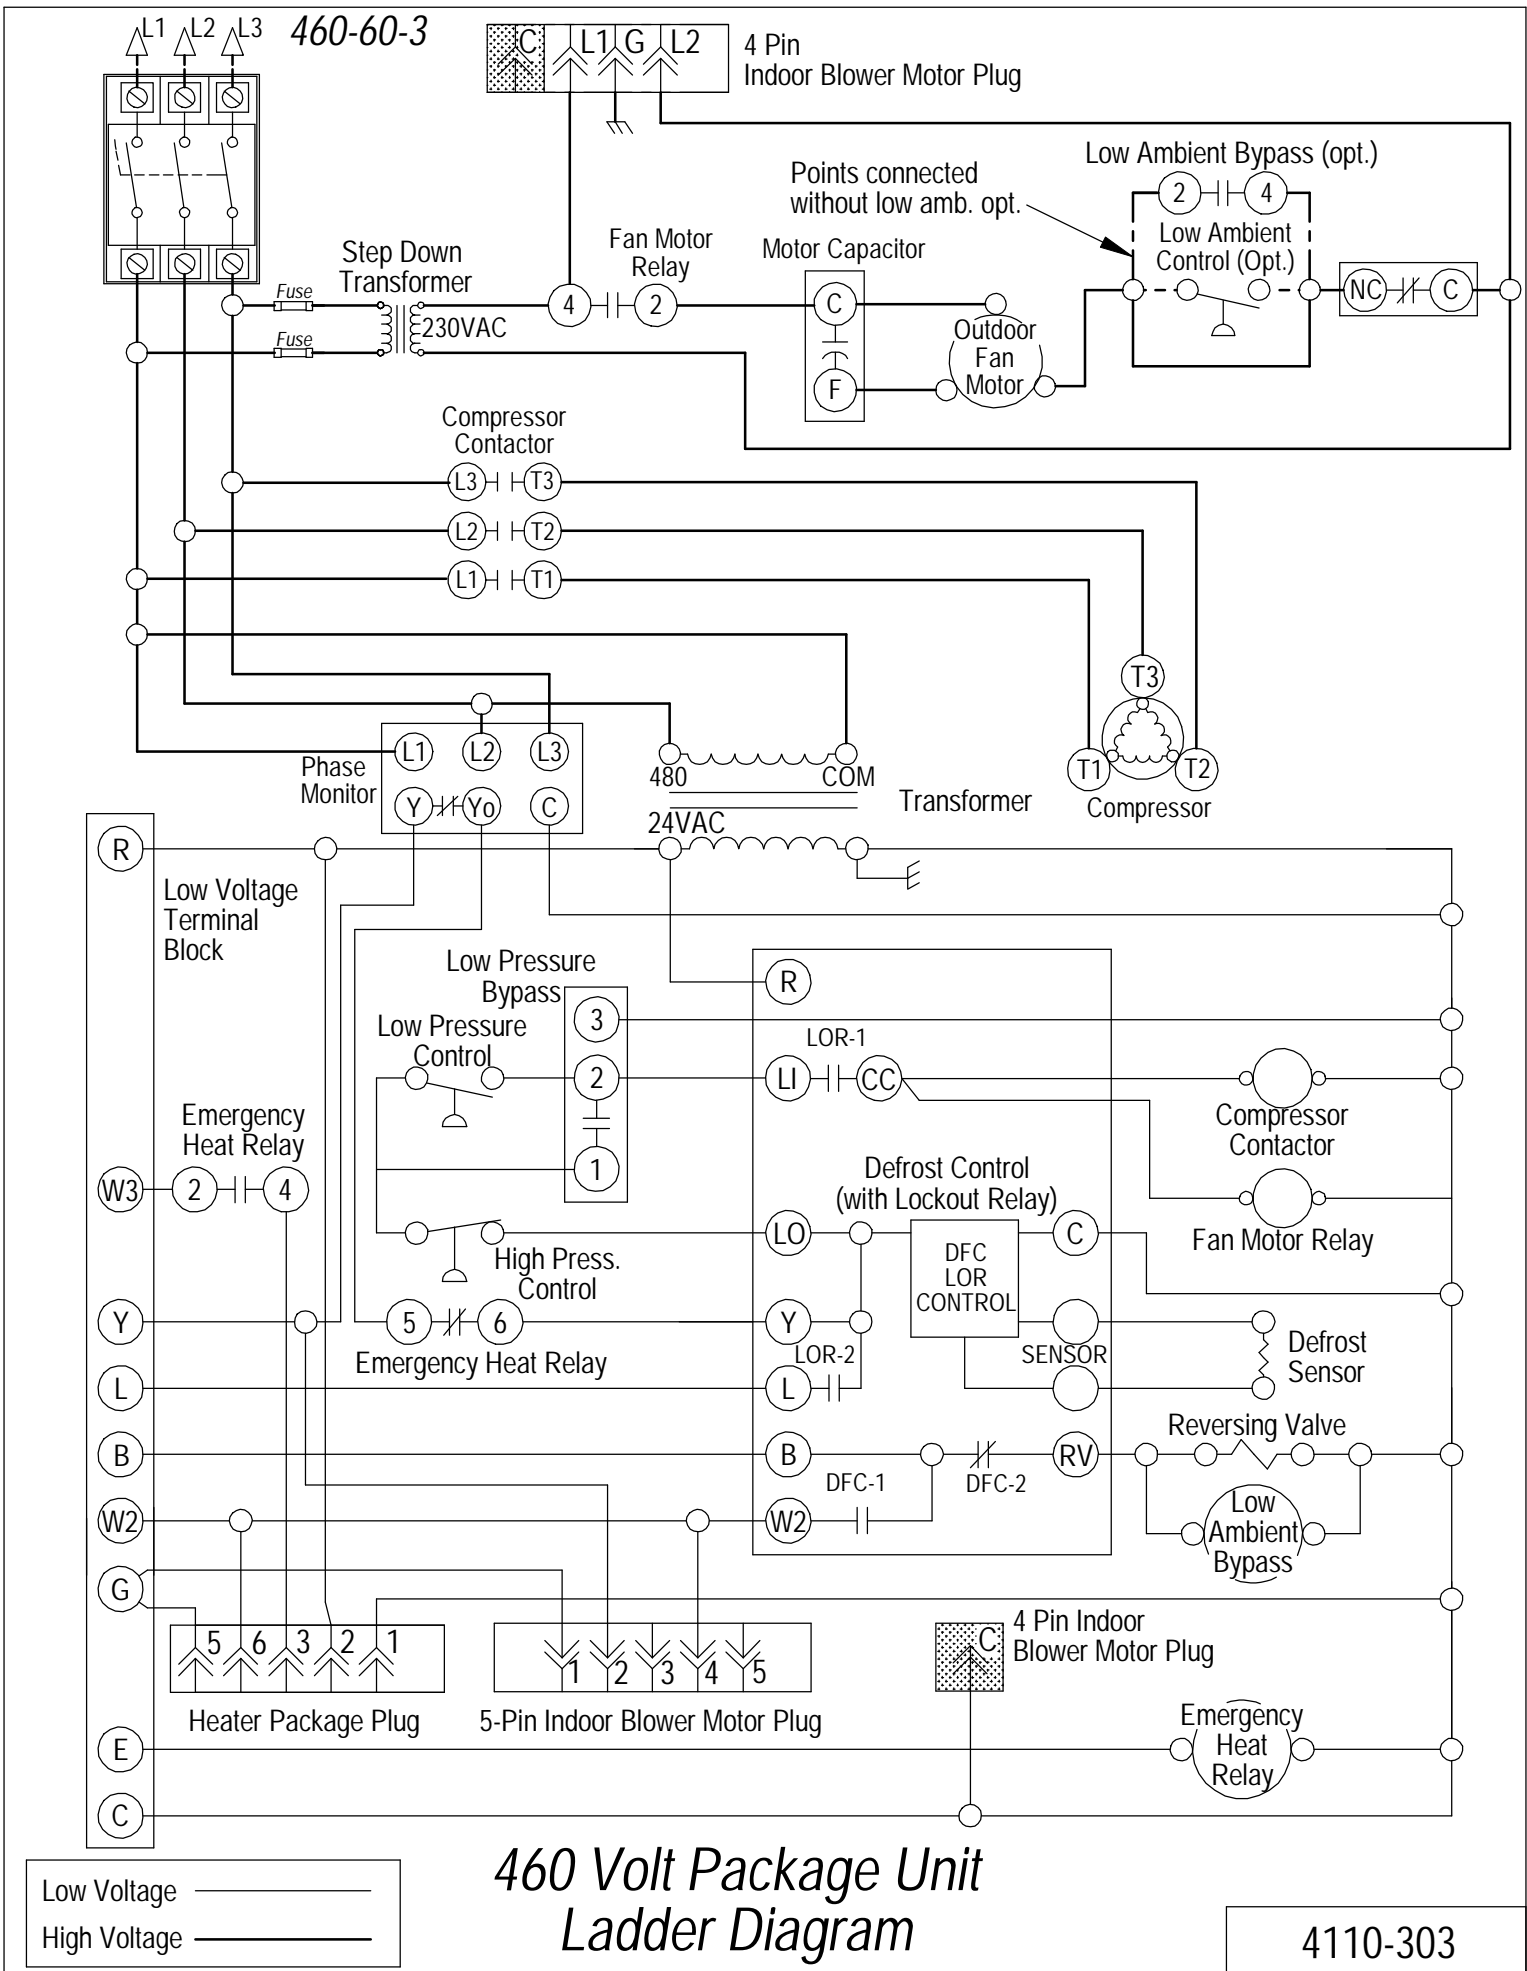 L1 L2 L3 460-60-3
C L1 G L2
4 Pin
Indoor Blower Motor Plug
Low Ambient Bypass (opt.)
2 4
Points connected
without low amb. opt.
Low Ambient
Control (Opt.)
NC C
Step Down
Transformer
Fan Motor
Relay
Motor Capacitor
Fuse
Fuse
230VAC
4 2
C
F
Outdoor
Fan
Motor
Compressor
Contactor
L3 T3
L2 T2
L1 T1
T3
T1 T2
Compressor
Phase
Monitor
L1 L2 L3
Y Yo C
480 COM
Transformer
24VAC
R
Low Voltage
Terminal
Block
Low Pressure
Bypass
3
2
1
Low Pressure
Control
R
LOR-1
LI CC
Compressor
Contactor
Emergency
Heat Relay
W3 2 4
Defrost Control
(with Lockout Relay)
LO
DFC
LOR
CONTROL
C
Fan Motor Relay
High Press.
Control
Y
5 6
Emergency Heat Relay
Y
LOR-2
SENSOR
Defrost
Sensor
L
L
B
B
DFC-1
DFC-2
RV
Reversing Valve
Low
Ambient
Bypass
W2
W2
G
5 6 3 2 1
Heater Package Plug
1 2 3 4 5
5-Pin Indoor Blower Motor Plug
C
4 Pin Indoor
Blower Motor Plug
E
Emergency
Heat
Relay
C
Low Voltage
High Voltage
460 Volt Package Unit
Ladder Diagram
4110-303